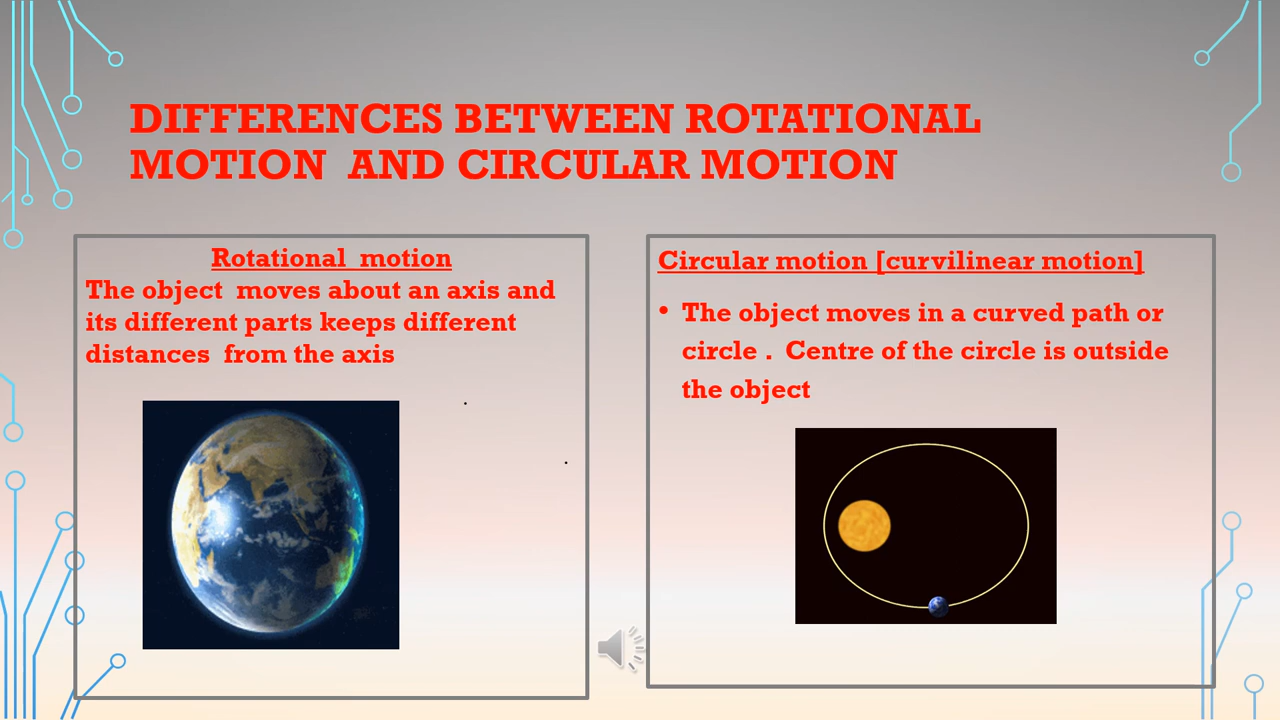 DIFFERENCES BETWEEN ROTATIONAL
MOTION AND CIRCULAR MOTION
Rotational motion
The object moves about an axis and
its different parts keeps different
distances from the axis
Circular motion [curvilinear motion]
• The object moves in a curved path or
circle . Centre of the circle is outside
the object